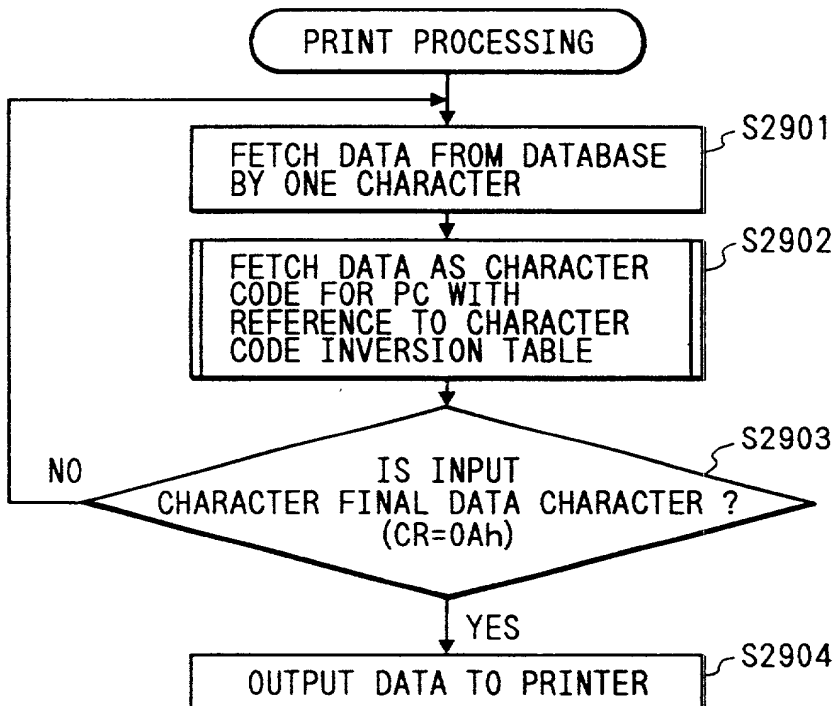 PRINT PROCESSING
S2901
FETCH DATA FROM DATABASE
BY ONE CHARACTER
S2902
FETCH DATA AS CHARACTER
CODE FOR PC WITH
REFERENCE TO CHARACTER
CODE INVERSION TABLE
S2903
NO
IS INPUT
CHARACTER FINAL DATA CHARACTER ?
(CR=0Ah)
YES
S2904
OUTPUT DATA TO PRINTER